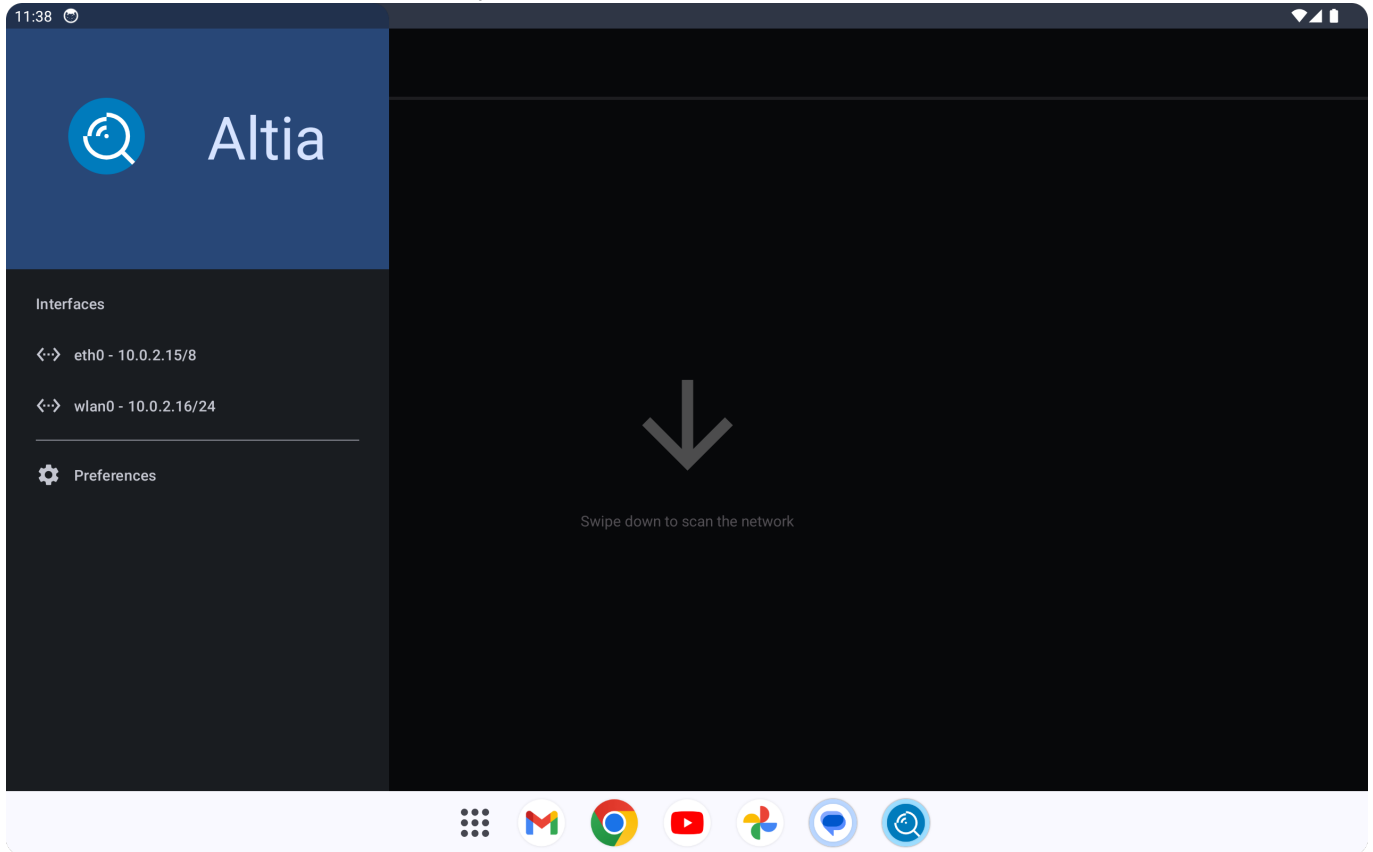 11:38
Altia
Interfaces
eth0 - 10.0.2.15/8
wlan0 - 10.0.2.16/24
Preferences
Swipe down to scan the network